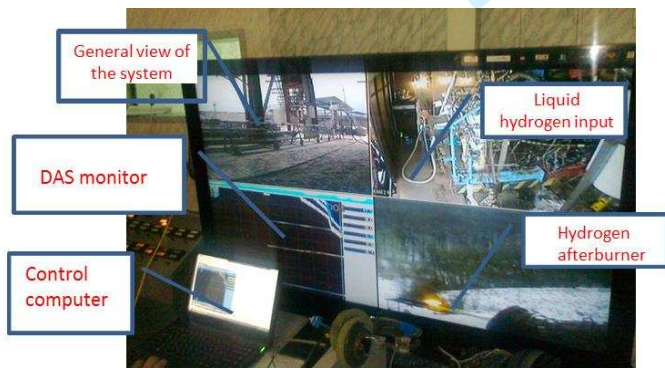 General view of
the system
Liquid
hydrogen input
DAS monitor
Hydrogen
afterburner
Control
computer